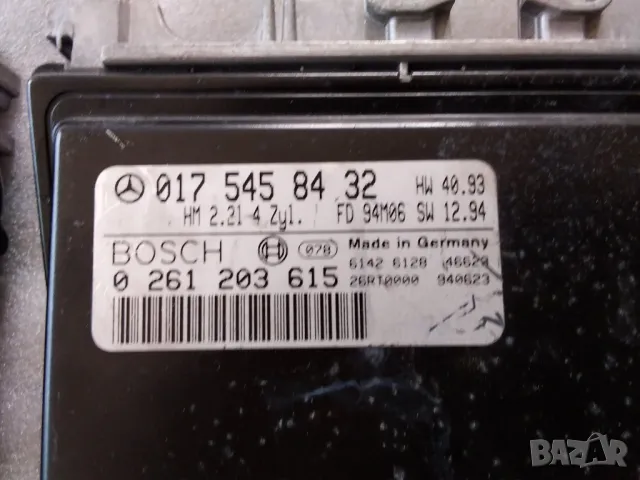 017 545 84 32 HW 40.93
HM 2.21 4 Zyl. FD 94M06 SW 12.94
BOSCH 078 Made in Germany
6142 6128 46629
0 261 203 615 26RT0000 940623
BAZAR